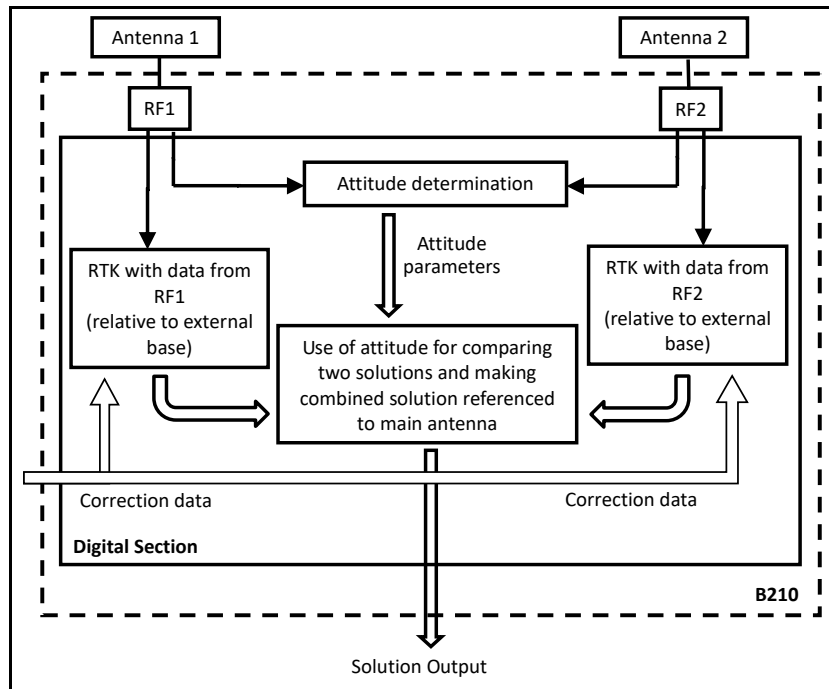 Antenna 1
Antenna 2
RF1
RF2
Attitude determination
Attitude
parameters
RTK with data from
RF1
(relative to external
base)
RTK with data from
RF2
(relative to external
base)
Use of attitude for comparing
two solutions and making
combined solution referenced
to main antenna
Correction data
Correction data
Digital Section
B210
Solution Output